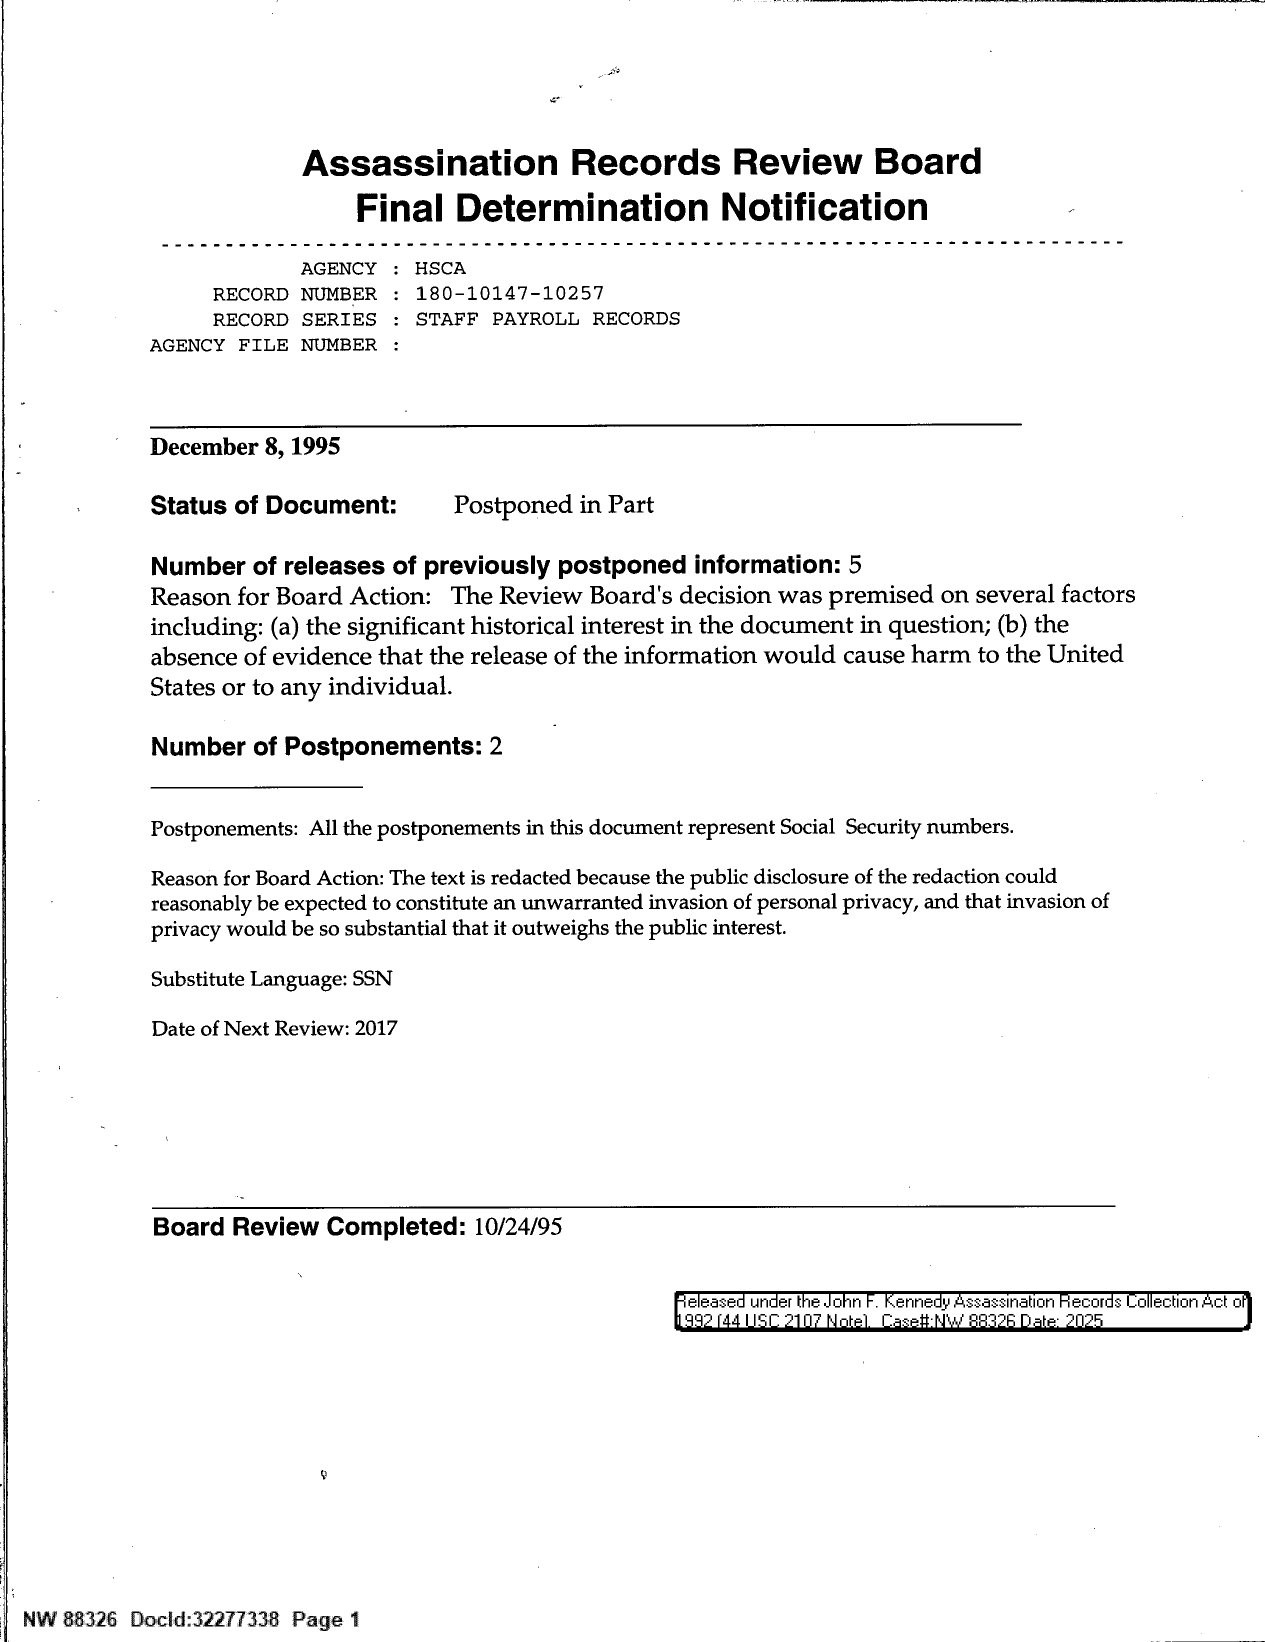 Assassination Records Review Board
Final Determination Notification
AGENCY : HSCA
RECORD NUMBER : 180-10147-10257
RECORD SERIES : STAFF PAYROLL RECORDS
AGENCY FILE NUMBER :
December 8, 1995
Status of Document: Postponed in Part
Number of releases of previously postponed information: 5
Reason for Board Action: The Review Board's decision was premised on several factors
including: (a) the significant historical interest in the document in question; (b) the
absence of evidence that the release of the information would cause harm to the United
States or to any individual.
Number of Postponements: 2
Postponements: All the postponements in this document represent Social Security numbers.
Reason for Board Action: The text is redacted because the public disclosure of the redaction could
reasonably be expected to constitute an unwarranted invasion of personal privacy, and that invasion of
privacy would be so substantial that it outweighs the public interest.
Substitute Language: SSN
Date of Next Review: 2017
Board Review Completed: 10/24/95
Released under the John F. Kennedy Assassination Records Collection Act of
1992 (44 USC 2107 Note). Case#:NW 88326 Date: 2025
NW 88326 DocId:32277338 Page 1